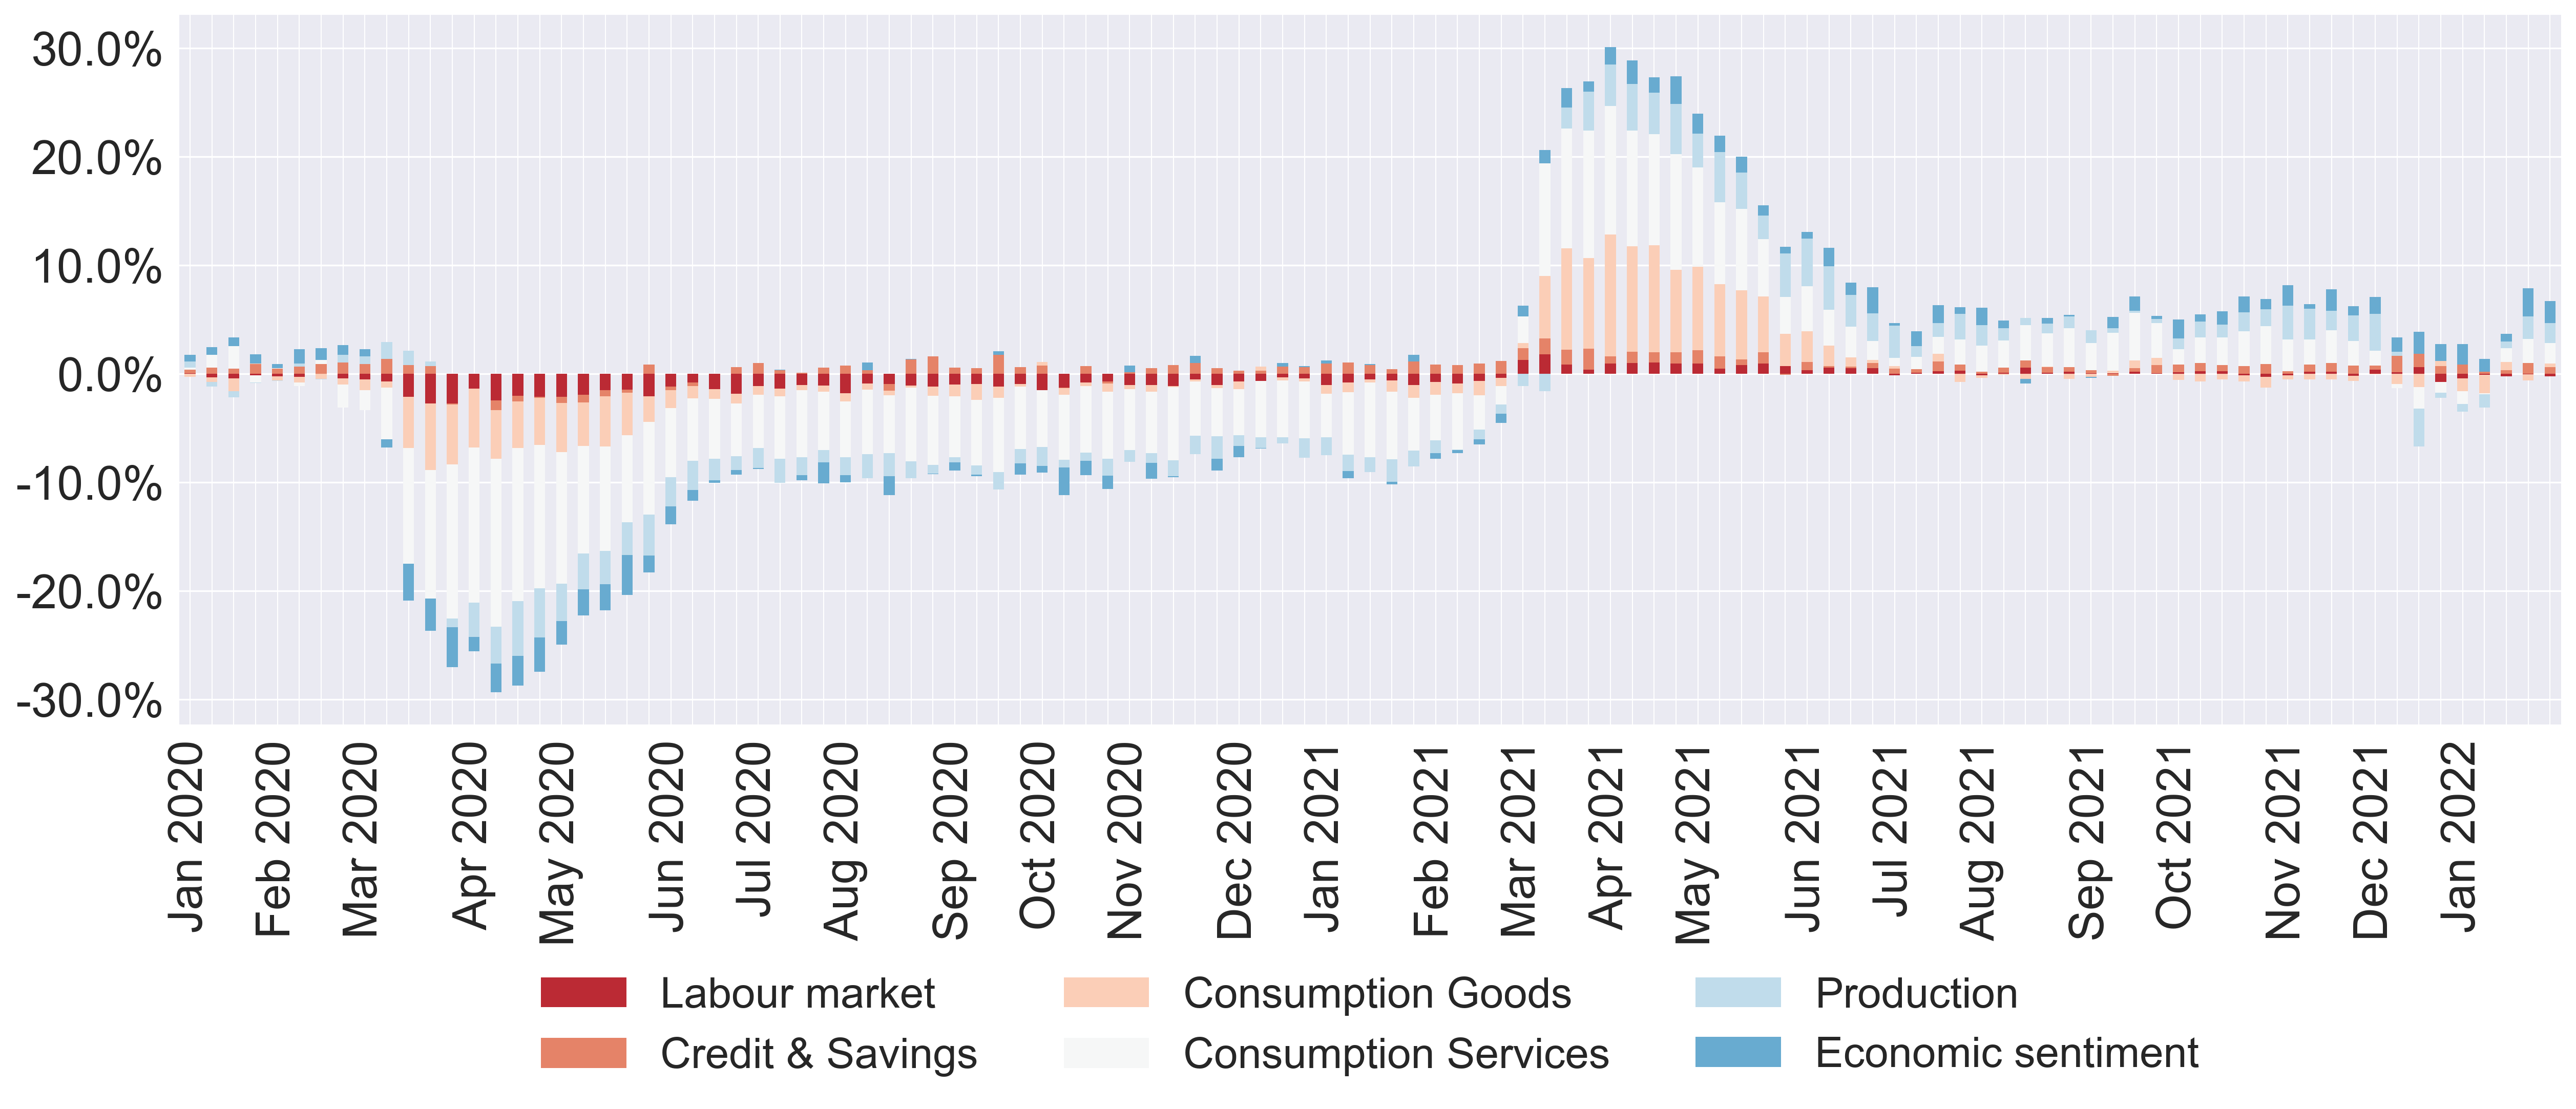 30.0%
20.0%
10.0%
0.0%
-10.0%
-20.0%
-30.0%
Jan 2020
Feb 2020
Mar 2020
Apr 2020
May 2020
Jun 2020
Jul 2020
Aug 2020
Sep 2020
Oct 2020
Nov 2020
Dec 2020
Jan 2021
Feb 2021
Mar 2021
Apr 2021
May 2021
Jun 2021
Jul 2021
Aug 2021
Sep 2021
Oct 2021
Nov 2021
Dec 2021
Jan 2022
Labour market
Consumption Goods
Production
Credit & Savings
Consumption Services
Economic sentiment